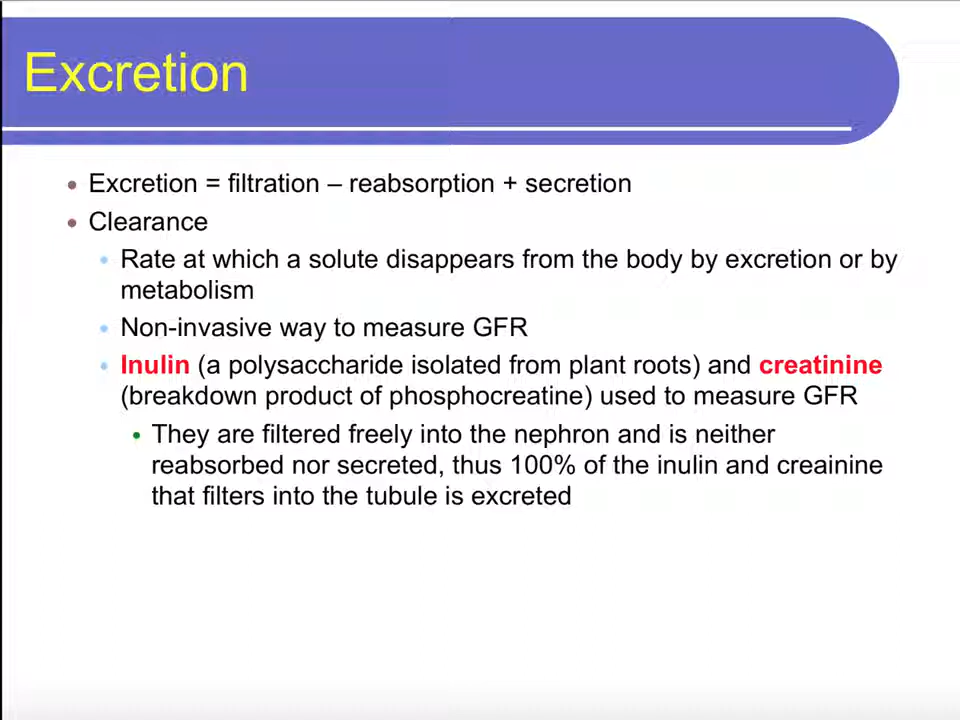 Excretion
Excretion = filtration – reabsorption + secretion
Clearance
Rate at which a solute disappears from the body by excretion or by
metabolism
Non-invasive way to measure GFR
Inulin (a polysaccharide isolated from plant roots) and creatinine
(breakdown product of phosphocreatine) used to measure GFR
They are filtered freely into the nephron and is neither
reabsorbed nor secreted, thus 100% of the inulin and creainine
that filters into the tubule is excreted